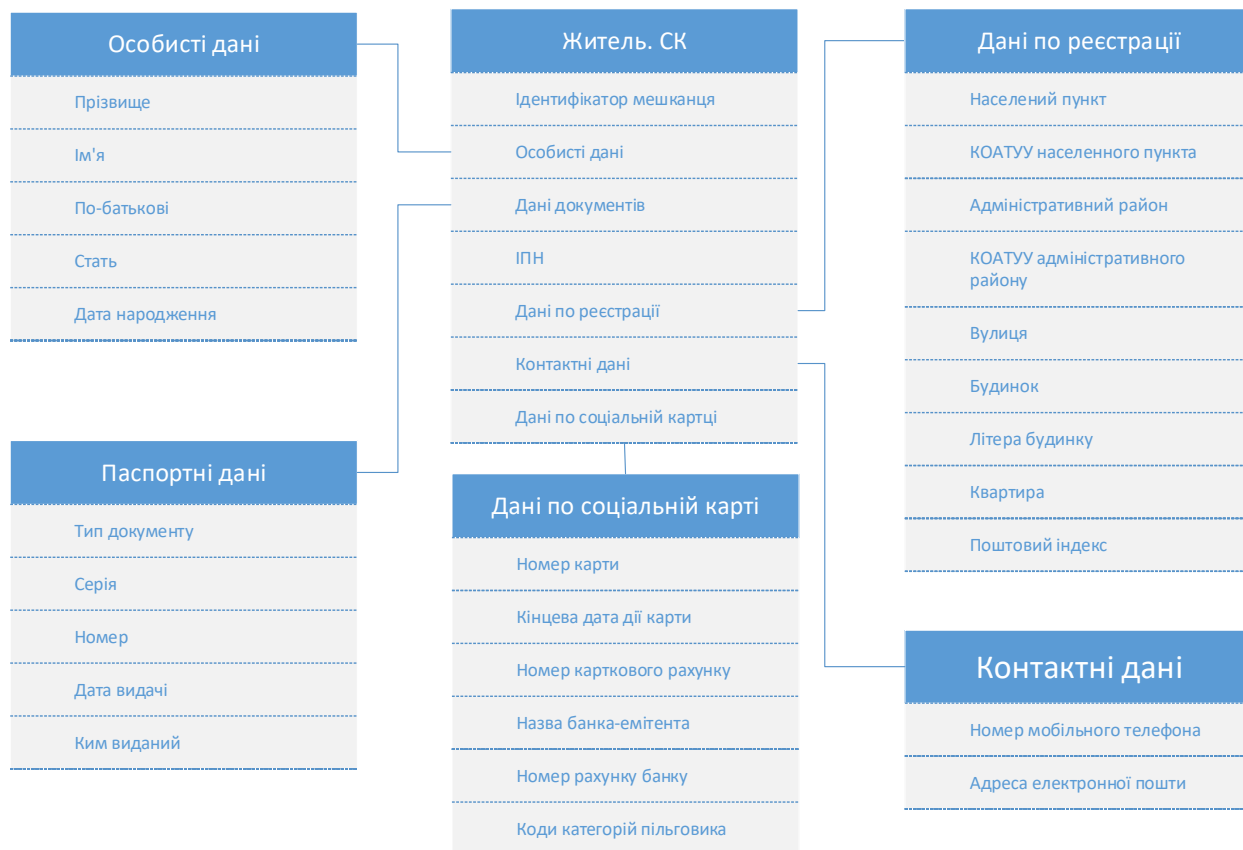 Особисті дані
Прізвище
Ім'я
По-батькові
Стать
Дата народження
Паспортні дані
Тип документу
Серія
Номер
Дата видачі
Ким виданий
Житель. СК
Ідентифікатор мешканця
Особисті дані
Дані документів
ІПН
Дані по реєстрації
Контактні дані
Дані по соціальній картці
Дані по соціальній карті
Номер карти
Кінцева дата дії карти
Номер карткового рахунку
Назва банка-емітента
Номер рахунку банку
Коди категорій пільговика
Дані по реєстрації
Населений пункт
КОАТУУ населенного пункта
Адміністративний район
КОАТУУ адміністративного
району
Вулиця
Будинок
Літера будинку
Квартира
Поштовий індекс
Контактні дані
Номер мобільного телефона
Адреса електронної пошти